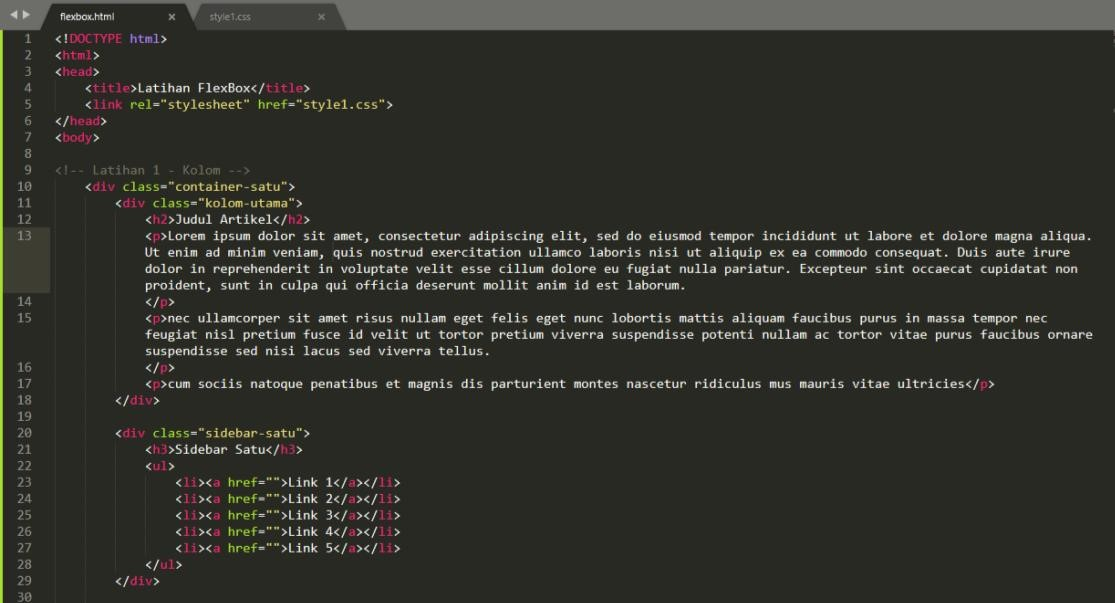 flexbox.html × style1.css ×
1 <!DOCTYPE html>
2 <html>
3 <head>
4 <title>Latihan FlexBox</title>
5 <link rel="stylesheet" href="style1.css">
6 </head>
7 <body>
8
9 <!-- Latihan 1 - Kolom -->
10 <div class="container-satu">
11 <div class="kolom-utama">
12 <h2>Judul Artikel</h2>
13 <p>Lorem ipsum dolor sit amet, consectetur adipiscing elit, sed do eiusmod tempor incididunt ut labore et dolore magna aliqua.
Ut enim ad minim veniam, quis nostrud exercitation ullamco laboris nisi ut aliquip ex ea commodo consequat. Duis aute irure
dolor in reprehenderit in voluptate velit esse cillum dolore eu fugiat nulla pariatur. Excepteur sint occaecat cupidatat non
proident, sunt in culpa qui officia deserunt mollit anim id est laborum.
14 </p>
15 <p>nec ullamcorper sit amet risus nullam eget felis eget nunc lobortis mattis aliquam faucibus purus in massa tempor nec
feugiat nisl pretium fusce id velit ut tortor pretium viverra suspendisse potenti nullam ac tortor vitae purus faucibus ornare
suspendisse sed nisi lacus sed viverra tellus.
16 </p>
17 <p>cum sociis natoque penatibus et magnis dis parturient montes nascetur ridiculus mus mauris vitae ultricies</p>
18 </div>
19
20 <div class="sidebar-satu">
21 <h3>Sidebar Satu</h3>
22 <ul>
23 <li><a href="">Link 1</a></li>
24 <li><a href="">Link 2</a></li>
25 <li><a href="">Link 3</a></li>
26 <li><a href="">Link 4</a></li>
27 <li><a href="">Link 5</a></li>
28 </ul>
29 </div>
30